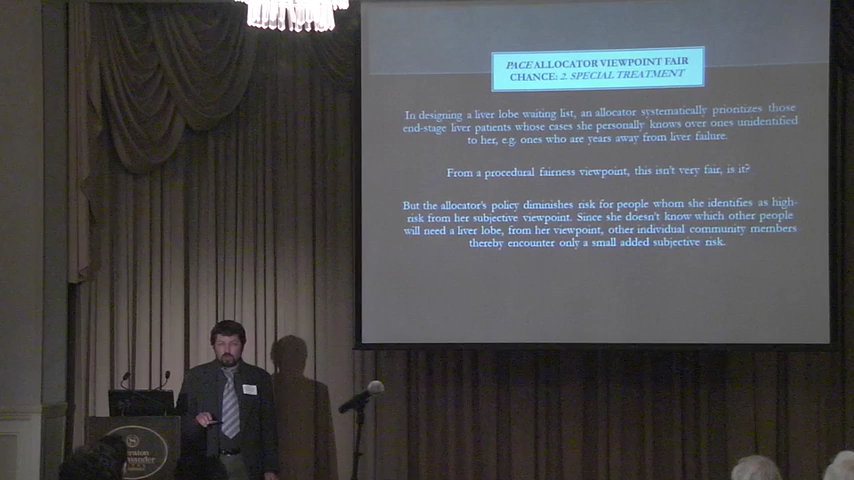 PACE ALLOCATOR VIEWPOINT FAIR
CHANCE: 2. SPECIAL TREATMENT
In designing a liver lobe waiting list, an allocator systematically prioritizes those
end-stage liver patients whose cases she personally knows over ones unidentified
to her, e.g. ones who are years away from liver failure.
From a procedural fairness viewpoint, this isn't very fair, is it?
But the allocator's policy diminishes risk for people whom she identifies as high-
risk from her subjective viewpoint. Since she doesn't know which other people
will need a liver lobe, from her viewpoint, other individual community members
thereby encounter only a small added subjective risk.